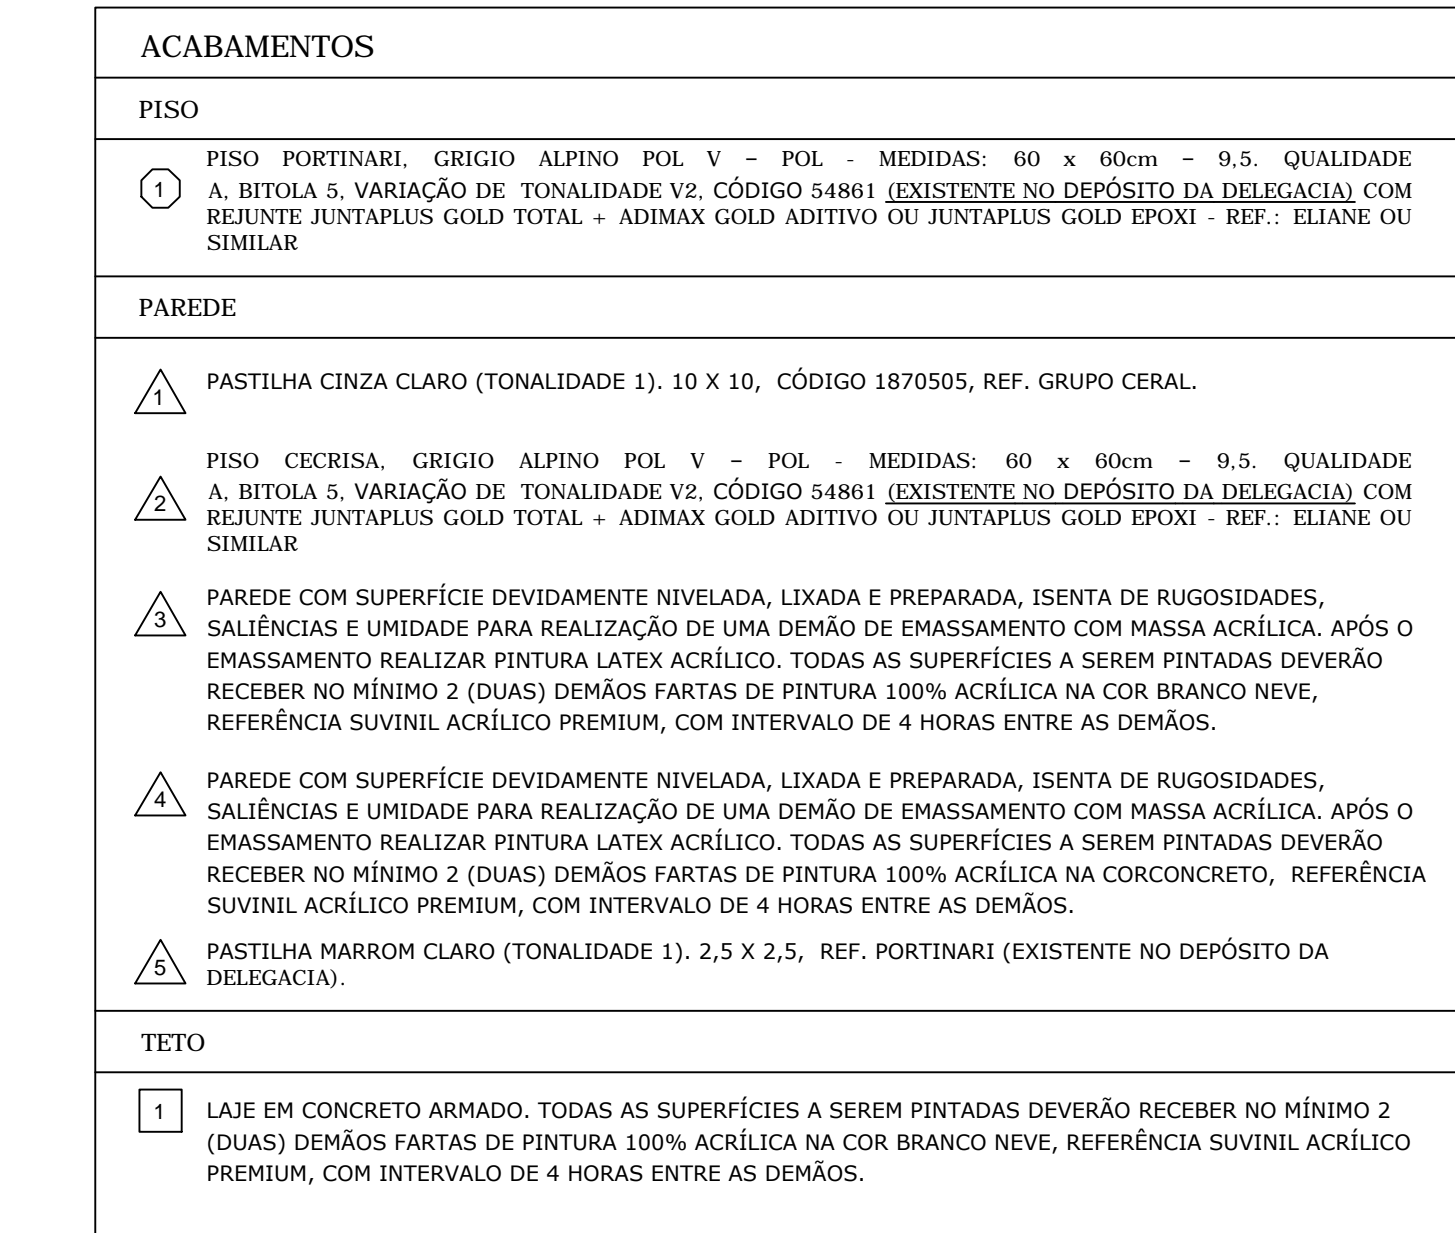 ACABAMENTOS
PISO
1
PISO PORTINARI, GRIGIO ALPINO POL V – POL - MEDIDAS: 60 x 60cm – 9,5. QUALIDADE
A, BITOLA 5, VARIAÇÃO DE TONALIDADE V2, CÓDIGO 54861 (EXISTENTE NO DEPÓSITO DA DELEGACIA) COM
REJUNTE JUNTAPLUS GOLD TOTAL + ADIMAX GOLD ADITIVO OU JUNTAPLUS GOLD EPOXI - REF.: ELIANE OU
SIMILAR
PAREDE
1
PASTILHA CINZA CLARO (TONALIDADE 1). 10 X 10, CÓDIGO 1870505, REF. GRUPO CERAL.
2
PISO CECRISA, GRIGIO ALPINO POL V – POL - MEDIDAS: 60 x 60cm – 9,5. QUALIDADE
A, BITOLA 5, VARIAÇÃO DE TONALIDADE V2, CÓDIGO 54861 (EXISTENTE NO DEPÓSITO DA DELEGACIA) COM
REJUNTE JUNTAPLUS GOLD TOTAL + ADIMAX GOLD ADITIVO OU JUNTAPLUS GOLD EPOXI - REF.: ELIANE OU
SIMILAR
3
PAREDE COM SUPERFÍCIE DEVIDAMENTE NIVELADA, LIXADA E PREPARADA, ISENTA DE RUGOSIDADES,
SALIÊNCIAS E UMIDADE PARA REALIZAÇÃO DE UMA DEMÃO DE EMASSAMENTO COM MASSA ACRÍLICA. APÓS O
EMASSAMENTO REALIZAR PINTURA LATEX ACRÍLICO. TODAS AS SUPERFÍCIES A SEREM PINTADAS DEVERÃO
RECEBER NO MÍNIMO 2 (DUAS) DEMÃOS FARTAS DE PINTURA 100% ACRÍLICA NA COR BRANCO NEVE,
REFERÊNCIA SUVINIL ACRÍLICO PREMIUM, COM INTERVALO DE 4 HORAS ENTRE AS DEMÃOS.
4
PAREDE COM SUPERFÍCIE DEVIDAMENTE NIVELADA, LIXADA E PREPARADA, ISENTA DE RUGOSIDADES,
SALIÊNCIAS E UMIDADE PARA REALIZAÇÃO DE UMA DEMÃO DE EMASSAMENTO COM MASSA ACRÍLICA. APÓS O
EMASSAMENTO REALIZAR PINTURA LATEX ACRÍLICO. TODAS AS SUPERFÍCIES A SEREM PINTADAS DEVERÃO
RECEBER NO MÍNIMO 2 (DUAS) DEMÃOS FARTAS DE PINTURA 100% ACRÍLICA NA CORCONCRETO, REFERÊNCIA
SUVINIL ACRÍLICO PREMIUM, COM INTERVALO DE 4 HORAS ENTRE AS DEMÃOS.
5
PASTILHA MARROM CLARO (TONALIDADE 1). 2,5 X 2,5, REF. PORTINARI (EXISTENTE NO DEPÓSITO DA
DELEGACIA).
TETO
1
LAJE EM CONCRETO ARMADO. TODAS AS SUPERFÍCIES A SEREM PINTADAS DEVERÃO RECEBER NO MÍNIMO 2
(DUAS) DEMÃOS FARTAS DE PINTURA 100% ACRÍLICA NA COR BRANCO NEVE, REFERÊNCIA SUVINIL ACRÍLICO
PREMIUM, COM INTERVALO DE 4 HORAS ENTRE AS DEMÃOS.